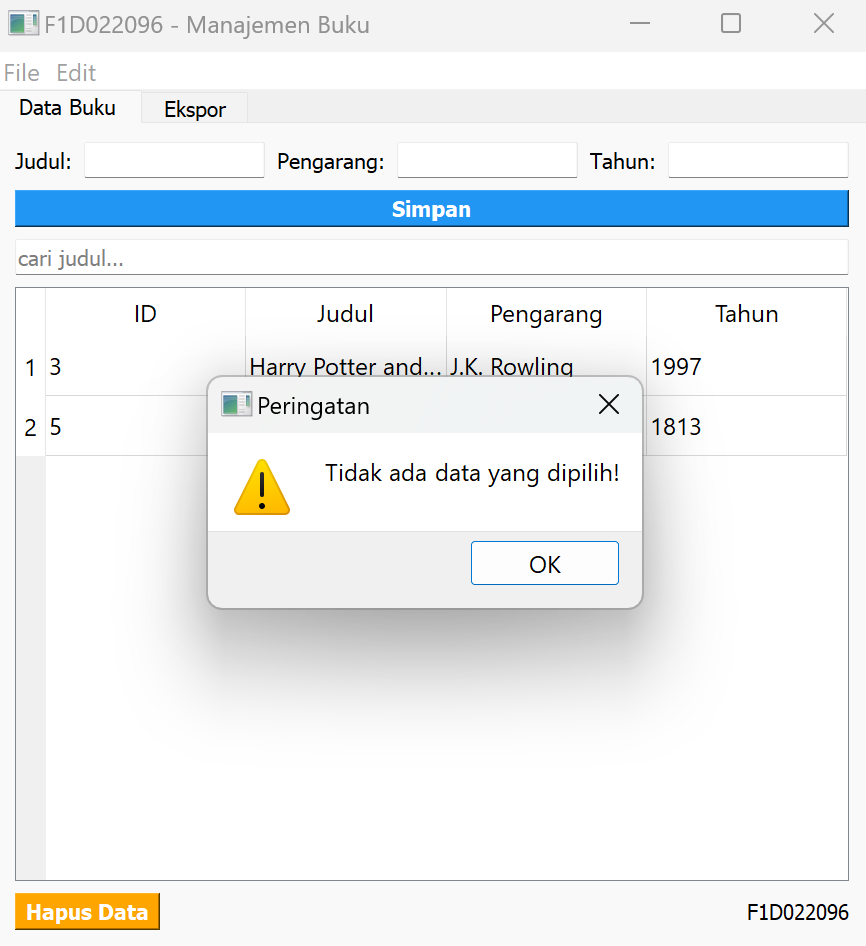 F1D022096 - Manajemen Buku
File Edit
Data Buku Ekspor
Judul: Pengarang: Tahun:
Simpan
cari judul...
ID Judul Pengarang Tahun
1 3 Harry Potter and... J.K. Rowling 1997
2 5 1813
Peringatan
Tidak ada data yang dipilih!
OK
Hapus Data F1D022096